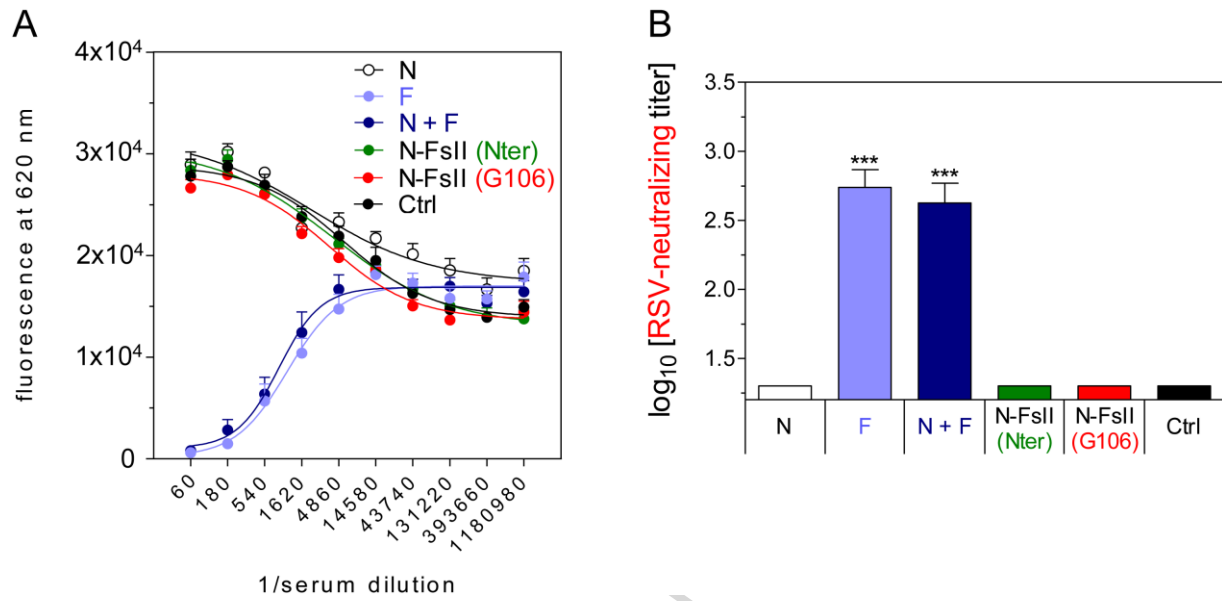 A
4x10⁴
3x10⁴
2x10⁴
1x10⁴
0
fluorescence at 620 nm
N
F
N + F
N-FsII (Nter)
N-FsII (G106)
Ctrl
60
180
540
1620
4860
14580
43740
131220
393660
1180980
1/serum dilution
B
log₁₀ [RSV-neutralizing titer]
3.5
3.0
2.5
2.0
1.5
***
***
N
F
N + F
N-FsII
(Nter)
N-FsII
(G106)
Ctrl